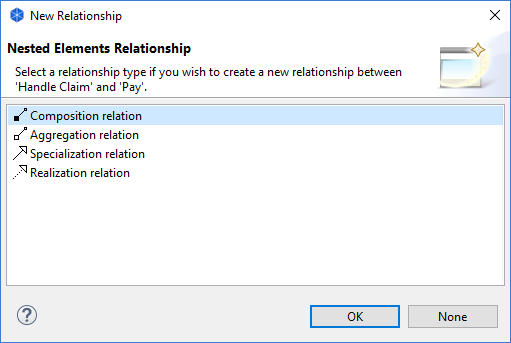 New Relationship
Nested Elements Relationship
Select a relationship type if you wish to create a new relationship between
'Handle Claim' and 'Pay'.
Composition relation
Aggregation relation
Specialization relation
Realization relation
?
OK
None